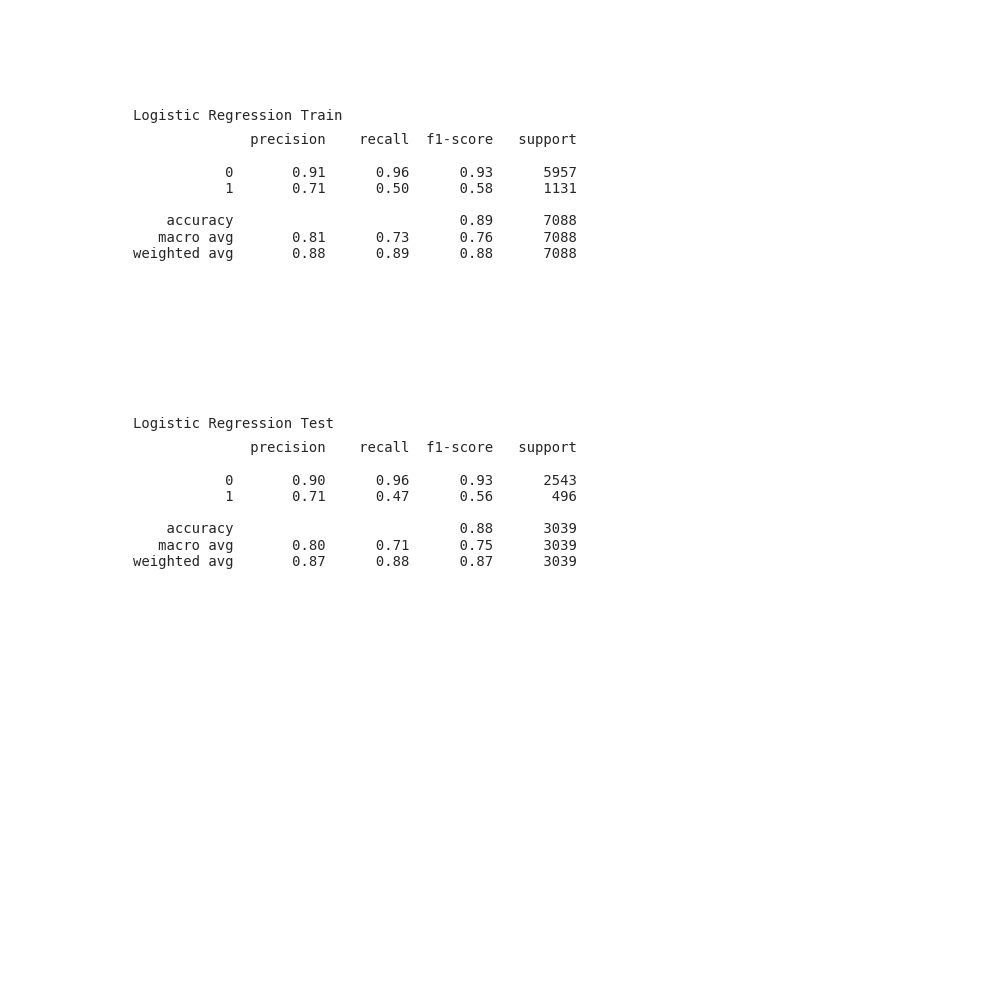 Logistic Regression Train
precision recall f1-score support
0 0.91 0.96 0.93 5957
1 0.71 0.50 0.58 1131
accuracy 0.89 7088
macro avg 0.81 0.73 0.76 7088
weighted avg 0.88 0.89 0.88 7088
Logistic Regression Test
precision recall f1-score support
0 0.90 0.96 0.93 2543
1 0.71 0.47 0.56 496
accuracy 0.88 3039
macro avg 0.80 0.71 0.75 3039
weighted avg 0.87 0.88 0.87 3039